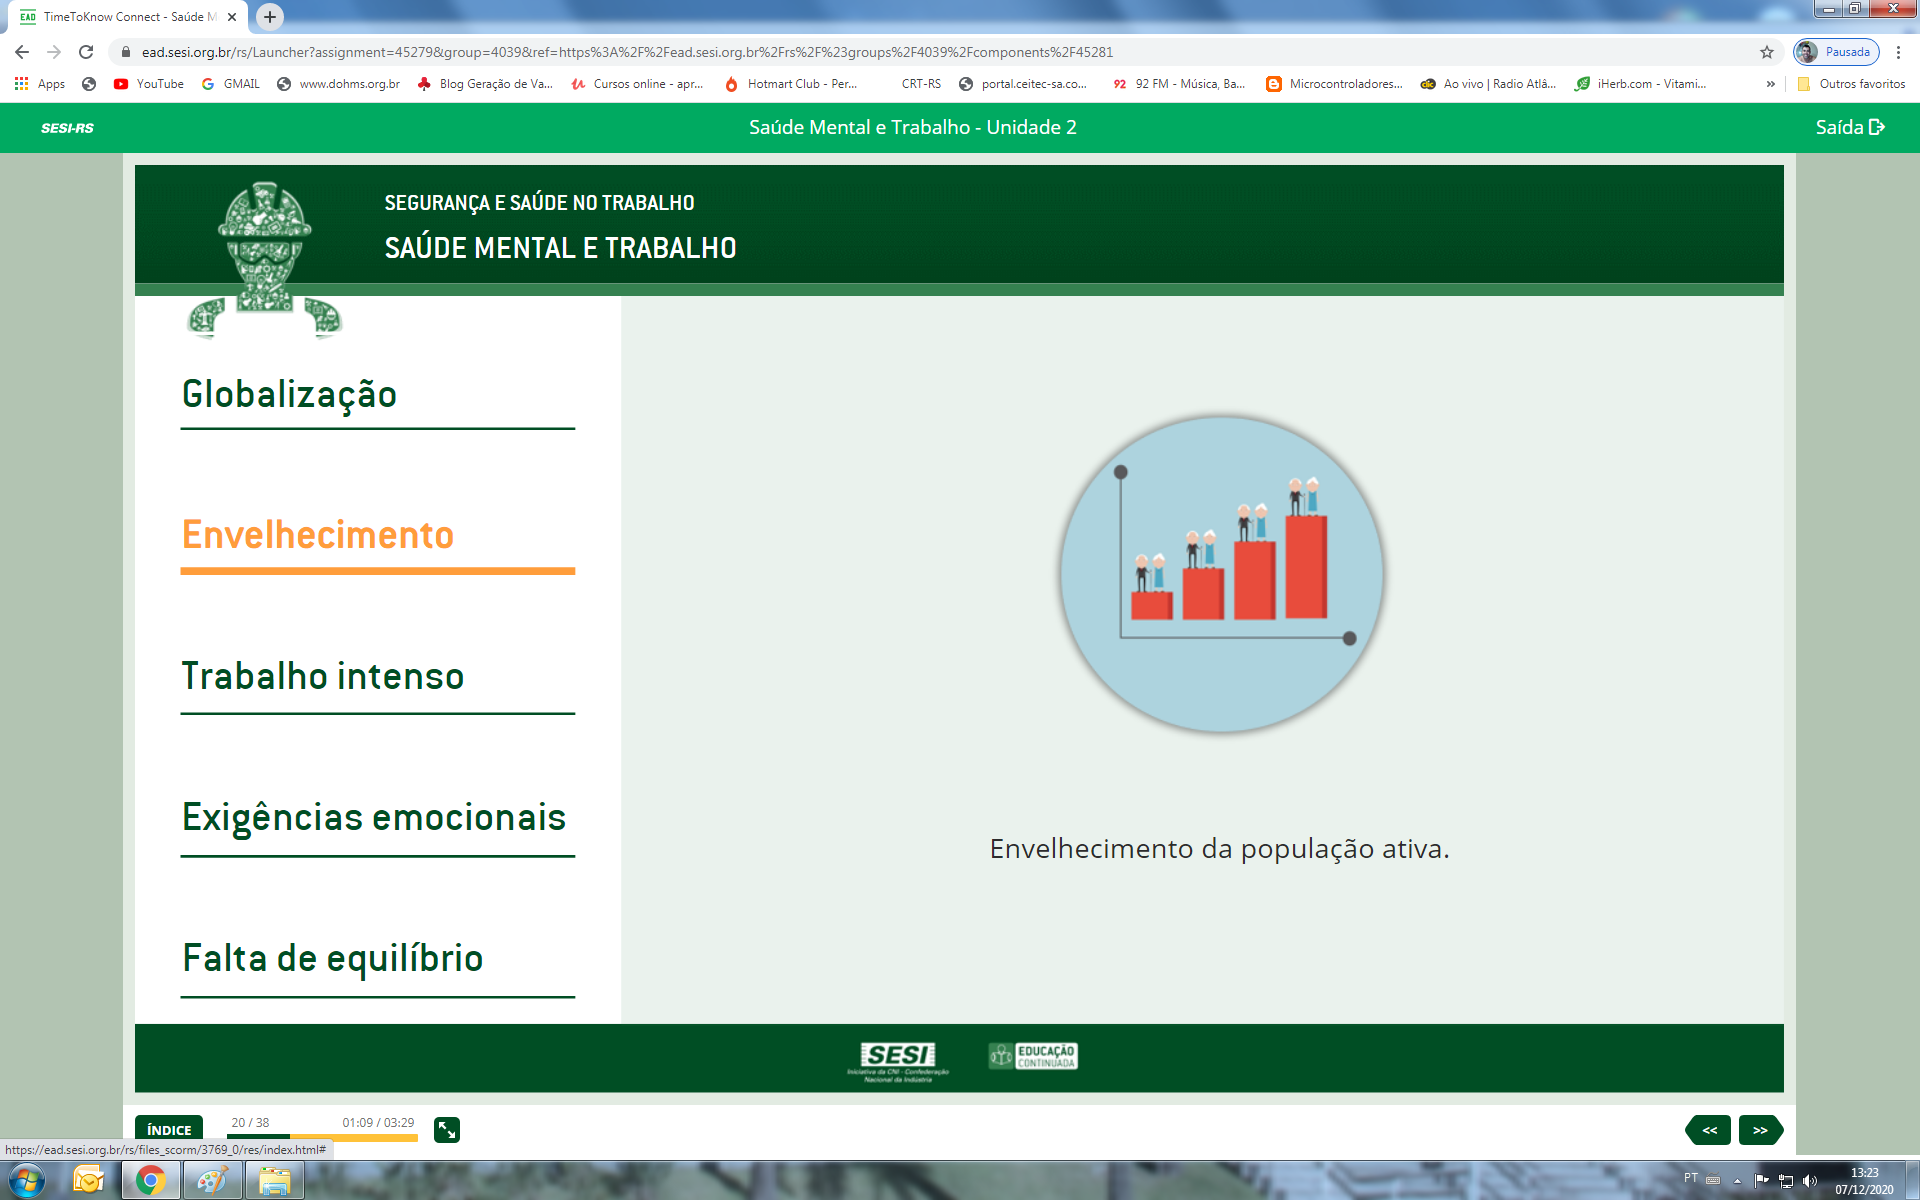 EAD TimeToKnow Connect - Saúde M
ead.sesi.org.br/rs/Launcher?assignment=45279&group=4039&ref=https%3A%2F%2Fead.sesi.org.br%2Frs%2F%23groups%2F4039%2Fcomponents%2F45281
Pausada
Apps YouTube GMAIL www.dohms.org.br Blog Geração de Va... Cursos online - apr... Hotmart Club - Per... CRT-RS portal.ceitec-sa.co... 92 92 FM - Música, Ba... Microcontroladores... Ao vivo | Radio Atlâ... iHerb.com - Vitami... » Outros favoritos
SESI-RS Saúde Mental e Trabalho - Unidade 2 Saída
SEGURANÇA E SAÚDE NO TRABALHO
SAÚDE MENTAL E TRABALHO
Globalização
Envelhecimento
Trabalho intenso
Exigências emocionais
Falta de equilíbrio
Envelhecimento da população ativa.
SESI
Iniciativa da CNI - Confederação
Nacional da Indústria
EDUCAÇÃO
CONTINUADA
ÍNDICE 20 / 38 01:09 / 03:29 << >>
https://ead.sesi.org.br/rs/files_scorm/3769_0/res/index.html#
PT 13:23
07/12/2020